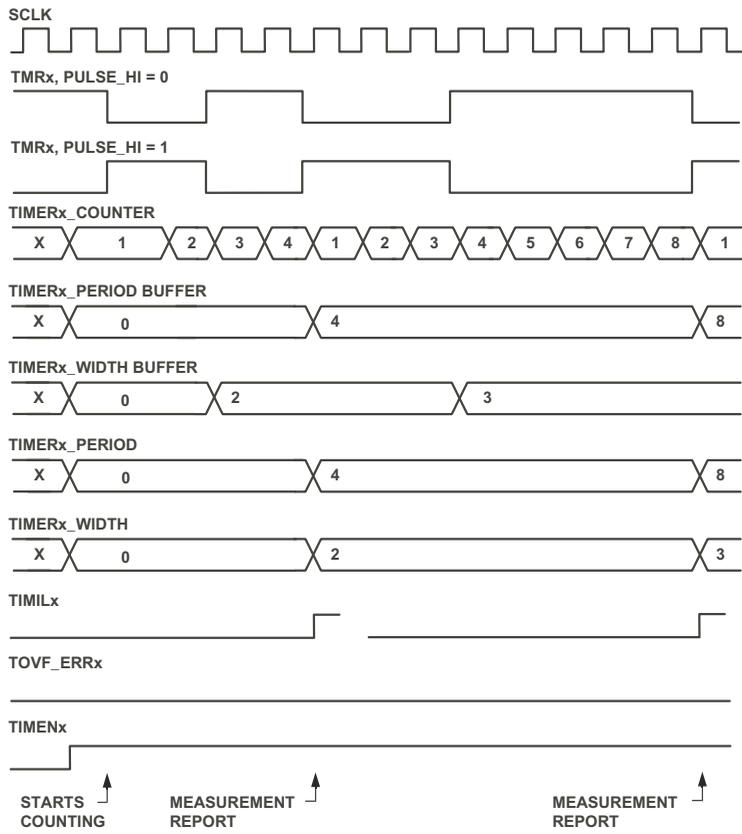 SCLK
TMRx, PULSE_HI = 0
TMRx, PULSE_HI = 1
TIMERx_COUNTER
X 1 2 3 4 1 2 3 4 5 6 7 8 1
TIMERx_PERIOD BUFFER
X 0 4 8
TIMERx_WIDTH BUFFER
X 0 2 3
TIMERx_PERIOD
X 0 4 8
TIMERx_WIDTH
X 0 2 3
TIMILx
TOVF_ERRx
TIMENx
STARTS
COUNTING
MEASUREMENT
REPORT
MEASUREMENT
REPORT